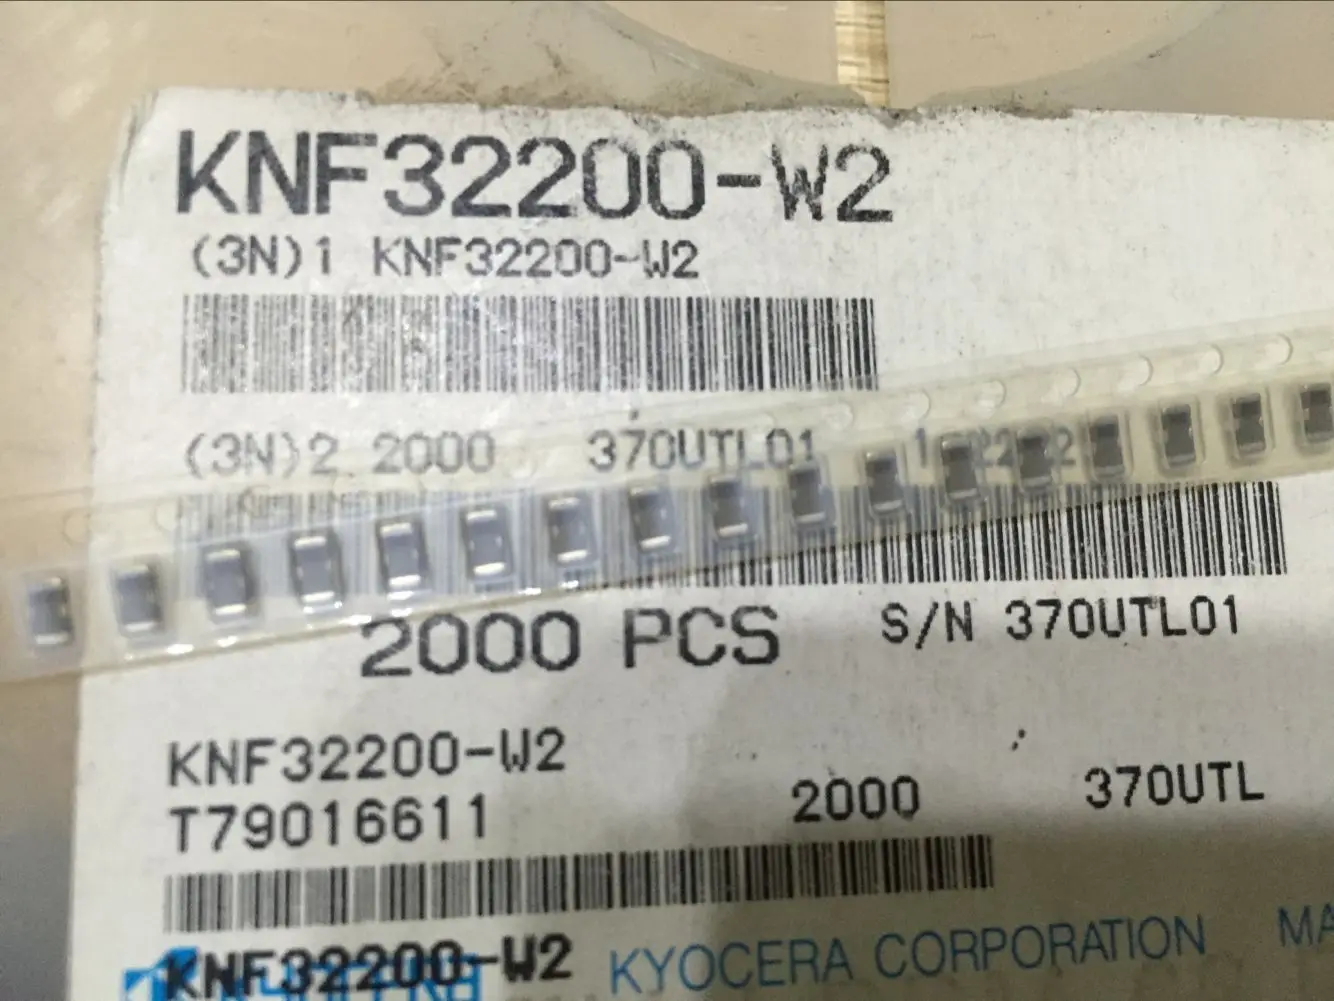 KNF32200-W2
(3N)1 KNF32200-W2
(3N)2 2000 370UTL01
2000 PCS S/N 370UTL01
KNF32200-W2
T79016611 2000 370UTL
KNF32200-W2 KYOCERA CORPORATION MA